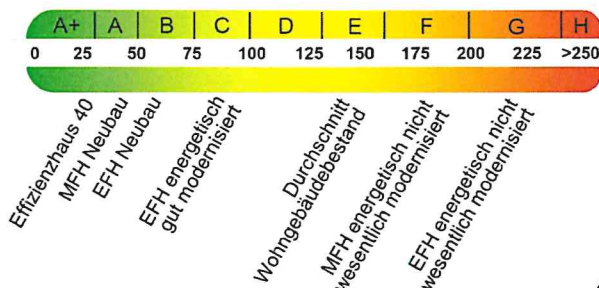 A+ A B C D E F G H
0 25 50 75 100 125 150 175 200 225 >250
Effizienzhaus 40
MFH Neubau
EFH Neubau
EFH energetisch
gut modernisiert
Durchschnitt
Wohngebäudebestand
MFH energetisch nicht
wesentlich modernisiert
EFH energetisch nicht
wesentlich modernisiert